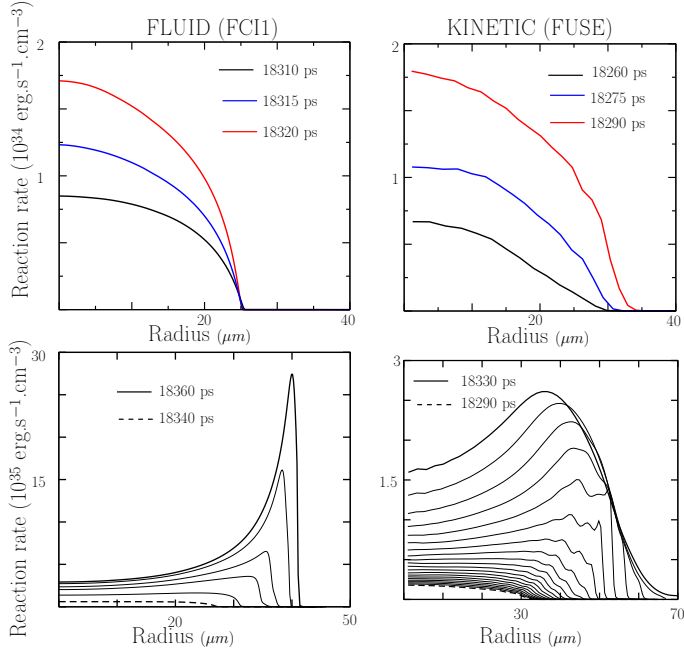 FLUID (FCI1)
KINETIC (FUSE)
Reaction rate (10^34 erg.s^-1.cm^-3)
2
1
18310 ps
18315 ps
18320 ps
20
40
Radius (μm)
2
1
0
18260 ps
18275 ps
18290 ps
20
40
Radius (μm)
Reaction rate (10^35 erg.s^-1.cm^-3)
30
15
18360 ps
18340 ps
20
50
Radius (μm)
3
1.5
18330 ps
18290 ps
30
70
Radius (μm)